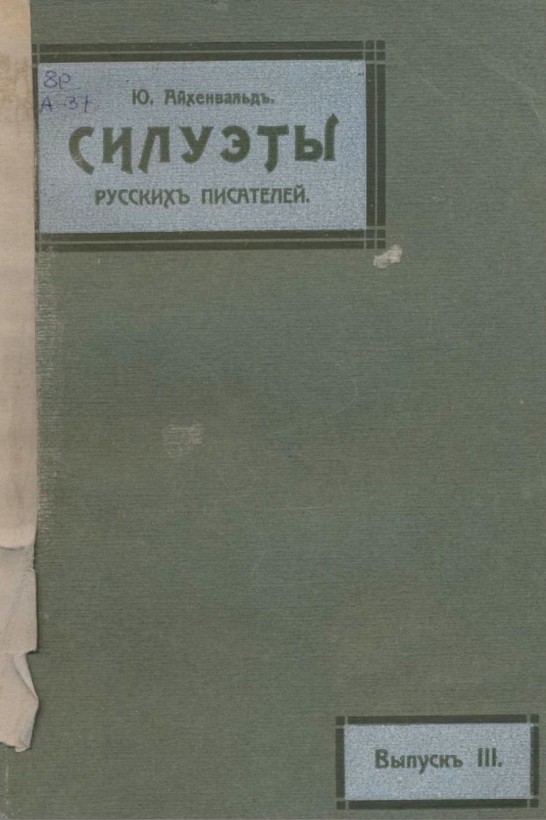 8р
А-37
Ю. Айхенвальдъ.
СИЛУЭТЫ
РУССКИХЪ ПИСАТЕЛЕЙ.
Выпускъ III.